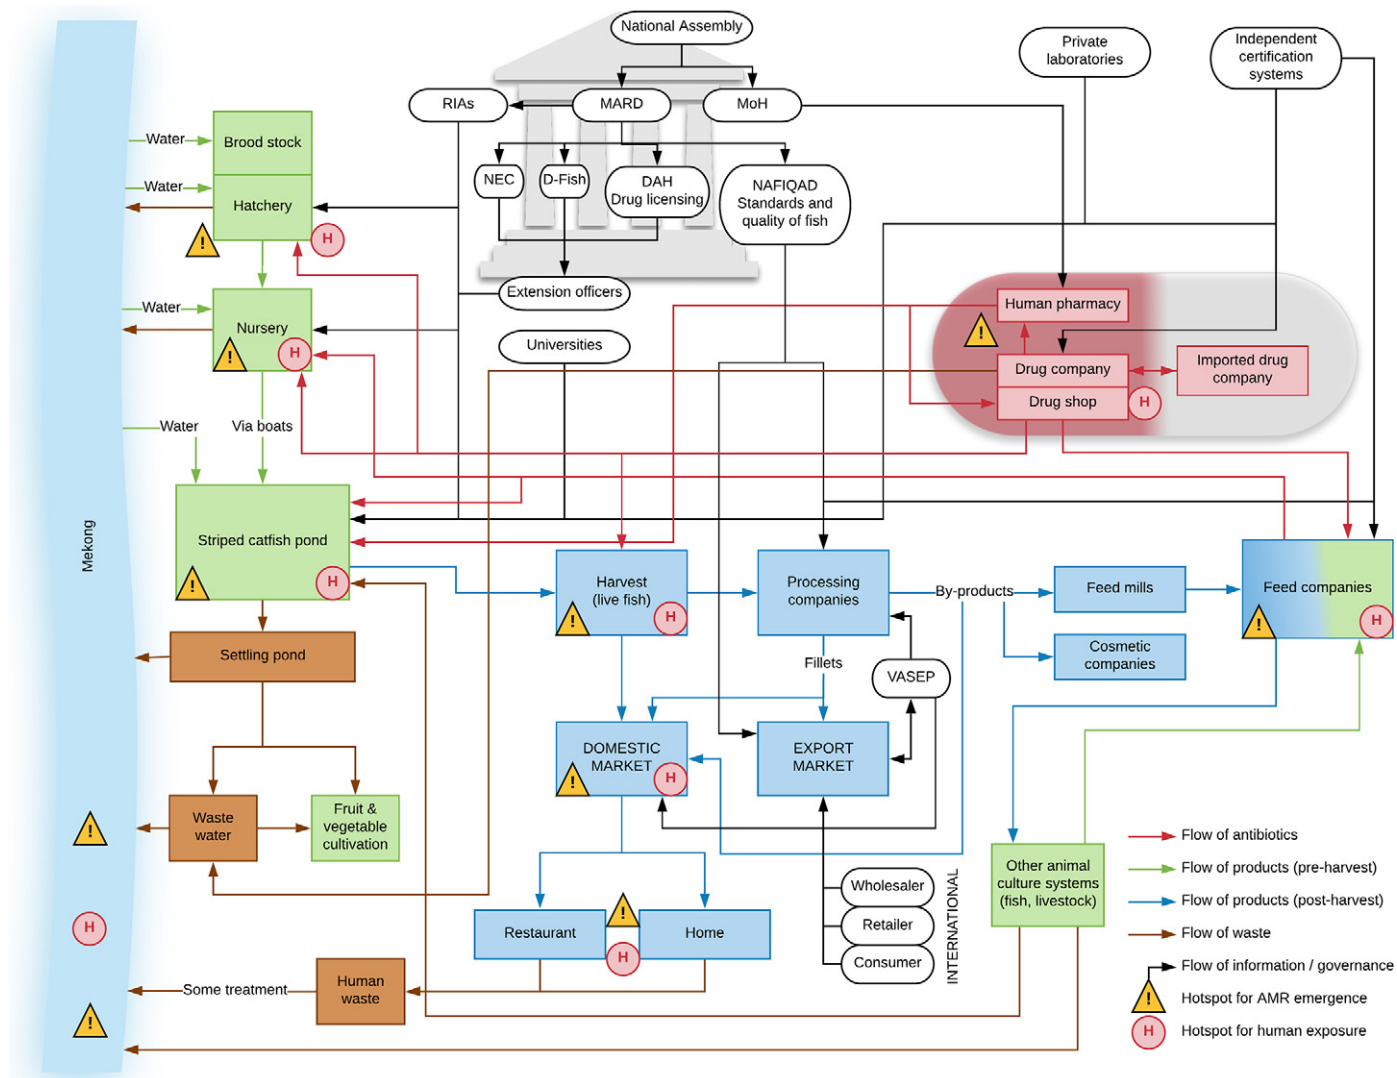 National Assembly
Private
laboratories
Independent
certification
systems
RIAs
MARD
MoH
Water
Brood stock
Water
Hatchery
NEC
D-Fish
DAH
Drug licensing
NAFIQAD
Standards and
quality of fish
H
Extension officers
Human pharmacy
Water
Nursery
H
Universities
Drug company
Imported drug
company
Drug shop
H
Water
Via boats
Mekong
Striped catfish pond
H
Harvest
(live fish)
H
Processing
companies
By-products
Feed mills
Feed companies
H
Cosmetic
companies
Settling pond
Fillets
VASEP
DOMESTIC
MARKET
H
EXPORT
MARKET
Waste
water
Fruit &
vegetable
cultivation
Other animal
culture systems
(fish, livestock)
Wholesaler
Retailer
Consumer
INTERNATIONAL
H
Restaurant
Home
H
Human
waste
Some treatment
Flow of antibiotics
Flow of products (pre-harvest)
Flow of products (post-harvest)
Flow of waste
Flow of information / governance
! Hotspot for AMR emergence
H Hotspot for human exposure